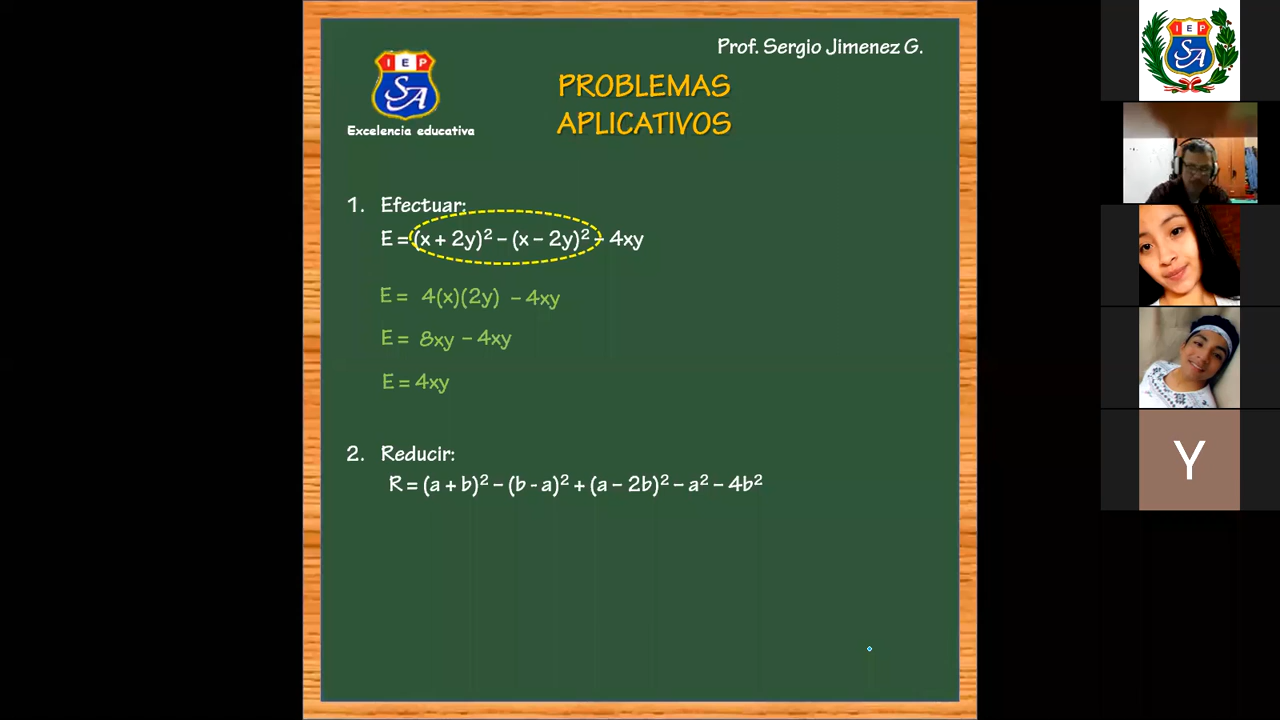 Prof. Sergio Jimenez G.
I E P
SA
Excelencia educativa
PROBLEMAS
APLICATIVOS
1. Efectuar:
E = (x + 2y)² − (x − 2y)² − 4xy
E = 4(x)(2y) − 4xy
E = 8xy − 4xy
E = 4xy
2. Reducir:
R = (a + b)² − (b - a)² + (a − 2b)² − a² − 4b²
I E P
SA
Y